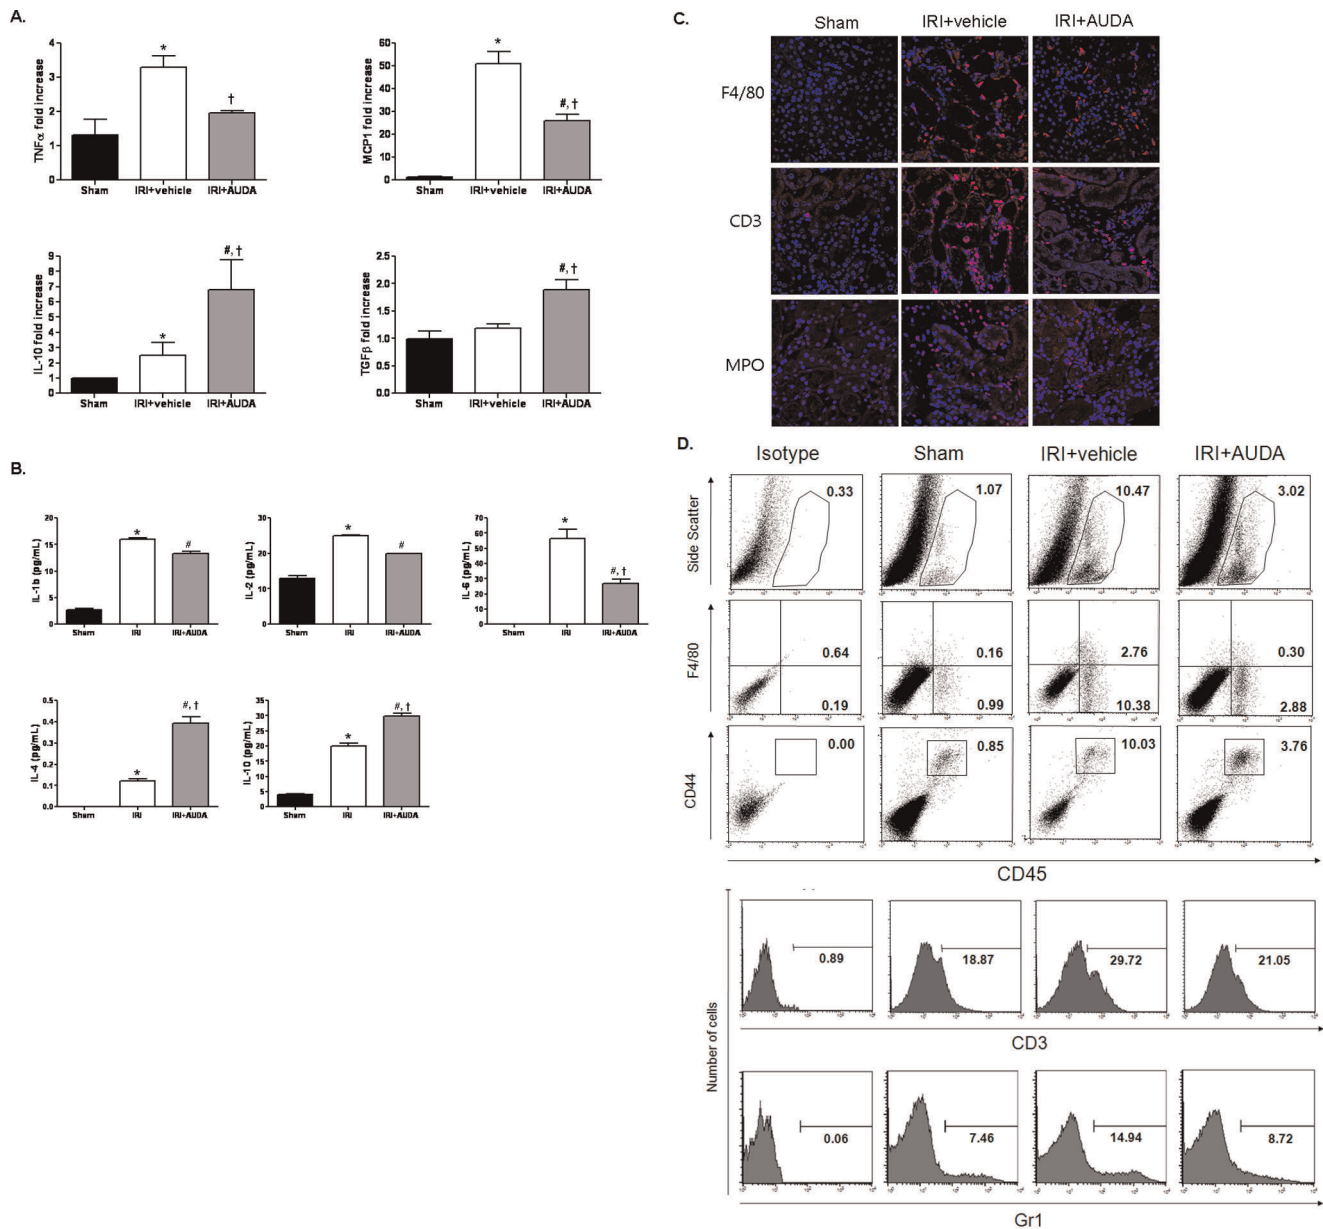 A.
TNFα fold increase
4
3
2
1
0
*
†
Sham IRI+vehicle IRI+AUDA
MCP1 fold increase
60
50
40
30
20
10
0
*
#, †
Sham IRI+vehicle IRI+AUDA
IL-10 fold increase
9
8
7
6
5
4
3
2
1
0
*
#, †
Sham IRI+vehicle IRI+AUDA
TGFβ fold increase
2.5
2.0
1.5
1.0
0.5
0.0
#, †
Sham IRI+vehicle IRI+AUDA
B.
IL-1b (pg/mL)
20
15
10
5
0
*
#
Sham IRI IRI+AUDA
IL-2 (pg/mL)
30
20
10
0
*
#
Sham IRI IRI+AUDA
IL-6 (pg/mL)
70
60
50
40
30
20
10
0
*
#, †
Sham IRI IRI+AUDA
IL-4 (pg/mL)
0.5
0.4
0.3
0.2
0.1
0.0
*
#, †
Sham IRI IRI+AUDA
IL-10 (pg/mL)
35
30
25
20
15
10
5
0
*
#, †
Sham IRI IRI+AUDA
C.
Sham IRI+vehicle IRI+AUDA
F4/80
CD3
MPO
D.
Isotype Sham IRI+vehicle IRI+AUDA
Side Scatter
0.33 1.07 10.47 3.02
F4/80
0.64 0.16 2.76 0.30
0.19 0.99 10.38 2.88
CD44
0.00 0.85 10.03 3.76
CD45
Number of cells
0.89 18.87 29.72 21.05
CD3
0.06 7.46 14.94 8.72
Gr1